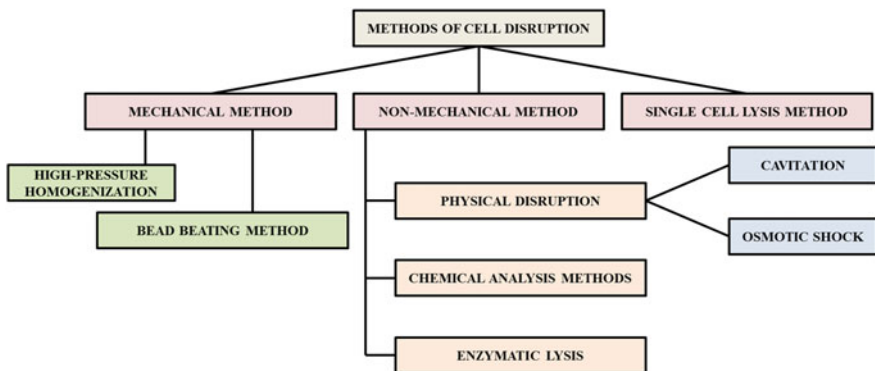 METHODS OF CELL DISRUPTION
MECHANICAL METHOD
NON-MECHANICAL METHOD
SINGLE CELL LYSIS METHOD
HIGH-PRESSURE
HOMOGENIZATION
BEAD BEATING METHOD
PHYSICAL DISRUPTION
CAVITATION
OSMOTIC SHOCK
CHEMICAL ANALYSIS METHODS
ENZYMATIC LYSIS